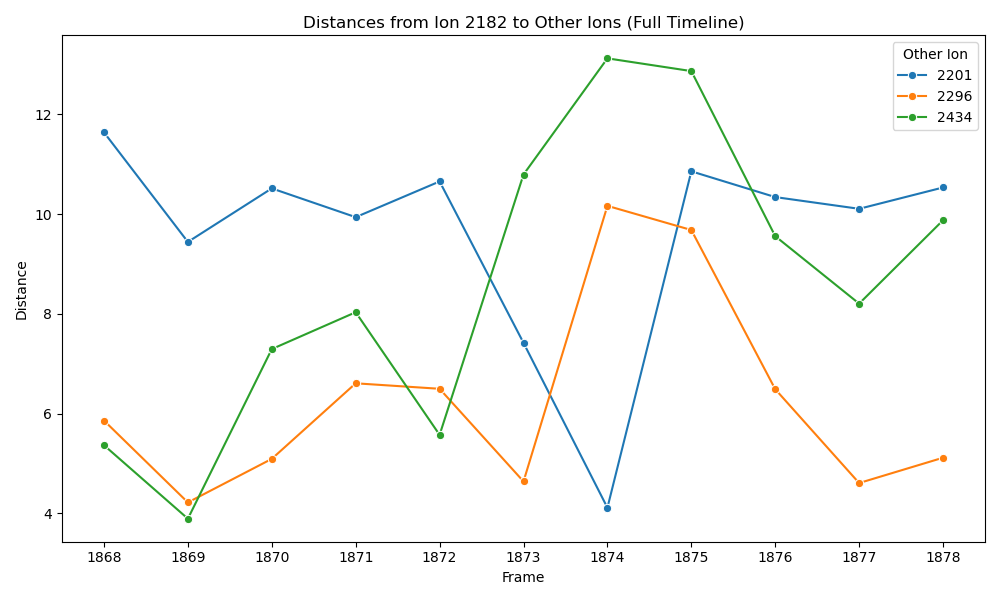 Distances from Ion 2182 to Other Ions (Full Timeline)
Other Ion
2201
2296
2434
Distance
12
10
8
6
4
1868 1869 1870 1871 1872 1873 1874 1875 1876 1877 1878
Frame